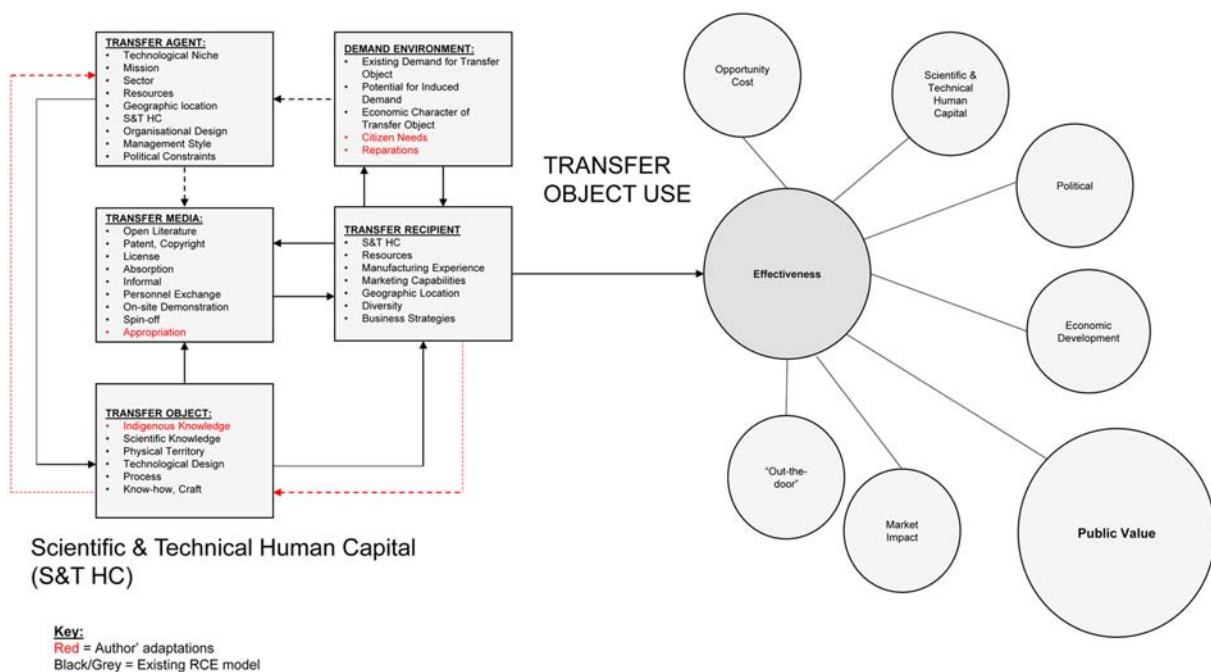 TRANSFER AGENT:
• Technological Niche
• Mission
• Sector
• Resources
• Geographic location
• S&T HC
• Organisational Design
• Management Style
• Political Constraints
DEMAND ENVIRONMENT:
• Existing Demand for Transfer
Object
• Potential for Induced
Demand
• Economic Character of
Transfer Object
• Citizen Needs
• Reparations
TRANSFER MEDIA:
• Open Literature
• Patent, Copyright
• License
• Absorption
• Informal
• Personnel Exchange
• On-site Demonstration
• Spin-off
• Appropriation
TRANSFER RECIPIENT
• S&T HC
• Resources
• Manufacturing Experience
• Marketing Capabilities
• Geographic Location
• Diversity
• Business Strategies
TRANSFER OBJECT:
• Indigenous Knowledge
• Scientific Knowledge
• Physical Territory
• Technological Design
• Process
• Know-how, Craft
Scientific & Technical Human Capital
(S&T HC)
Key:
Red = Author' adaptations
Black/Grey = Existing RCE model
TRANSFER
OBJECT USE
Effectiveness
Opportunity
Cost
Scientific &
Technical
Human
Capital
Political
Economic
Development
Public Value
Market
Impact
"Out-the-
door"